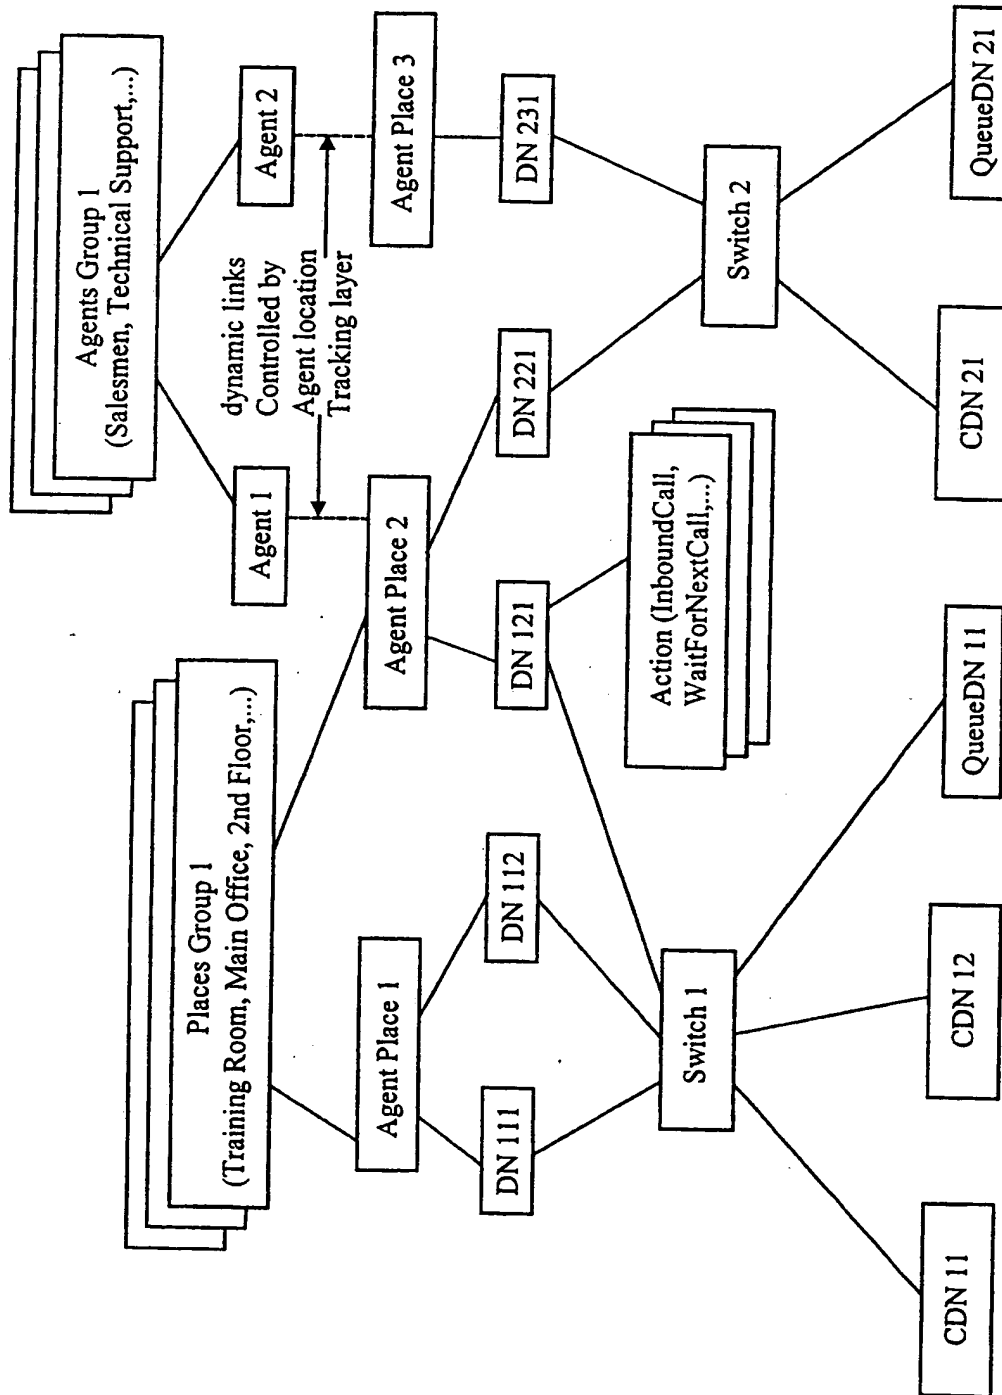 Places Group 1
(Training Room, Main Office, 2nd Floor,...)
Agents Group 1
(Salesmen, Technical Support,...)
Agent 1
Agent 2
dynamic links
Controlled by
Agent location
Tracking layer
Agent Place 1
Agent Place 2
Agent Place 3
DN 111
DN 112
DN 121
DN 221
DN 231
Action (InboundCall,
WaitForNextCall,...)
Switch 1
Switch 2
CDN 11
CDN 12
QueueDN 11
CDN 21
QueueDN 21